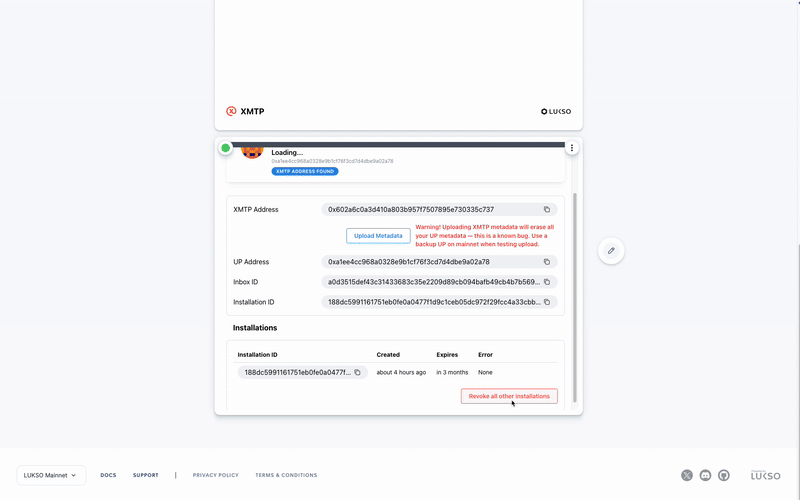 XMTP
LUKSO
Loading...
0xa1ee4cc968a0328e9b1cf76f3cd7d4dbe9a02a78
XMTP ADDRESS FOUND
XMTP Address
0x602a6c0a3d410a803b957f7507895e730335c737
Upload Metadata
Warning! Uploading XMTP metadata will erase all
your UP metadata — this is a known bug. Use a
backup UP on mainnet when testing upload.
UP Address
0xa1ee4cc968a0328e9b1cf76f3cd7d4dbe9a02a78
Inbox ID
a0d3515def43c31433683c35e2209d89cb094bafb49cb4b7b569...
Installation ID
188dc5991161751eb0fe0a0477f1d9c1ceb05dc972f29fcc4a33cbb...
Installations
Installation ID Created Expires Error
188dc5991161751eb0fe0a0477f... about 4 hours ago in 3 months None
Revoke all other installations
LUKSO Mainnet DOCS SUPPORT | PRIVACY POLICY TERMS & CONDITIONS
LUKSO